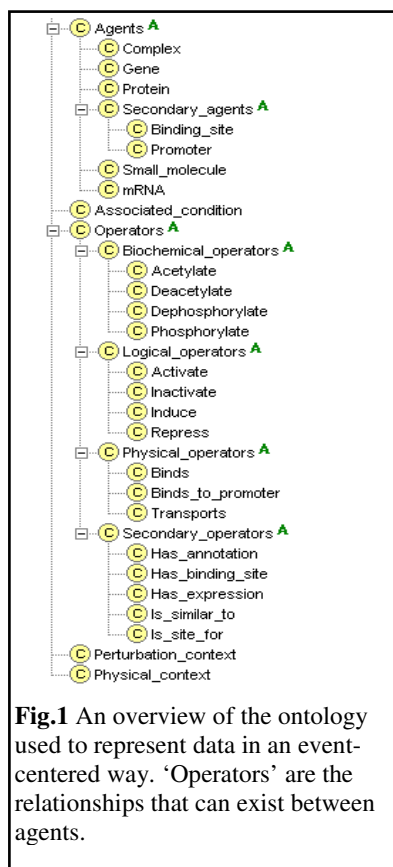 C Agents A
C Complex
C Gene
C Protein
C Secondary_agents A
C Binding_site
C Promoter
C Small_molecule
C mRNA
C Associated_condition
C Operators A
C Biochemical_operators A
C Acetylate
C Deacetylate
C Dephosphorylate
C Phosphorylate
C Logical_operators A
C Activate
C Inactivate
C Induce
C Repress
C Physical_operators A
C Binds
C Binds_to_promoter
C Transports
C Secondary_operators A
C Has_annotation
C Has_binding_site
C Has_expression
C Is_similar_to
C Is_site_for
C Perturbation_context
C Physical_context
Fig.1 An overview of the ontology
used to represent data in an event-
centered way. ‘Operators’ are the
relationships that can exist between
agents.